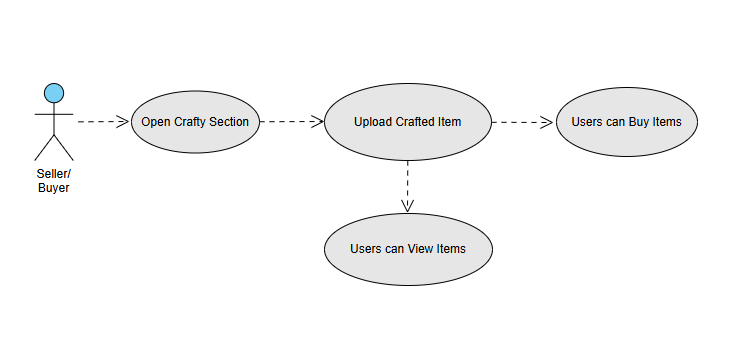 Open Crafty Section
Upload Crafted Item
Users can Buy Items
Seller/
Buyer
Users can View Items